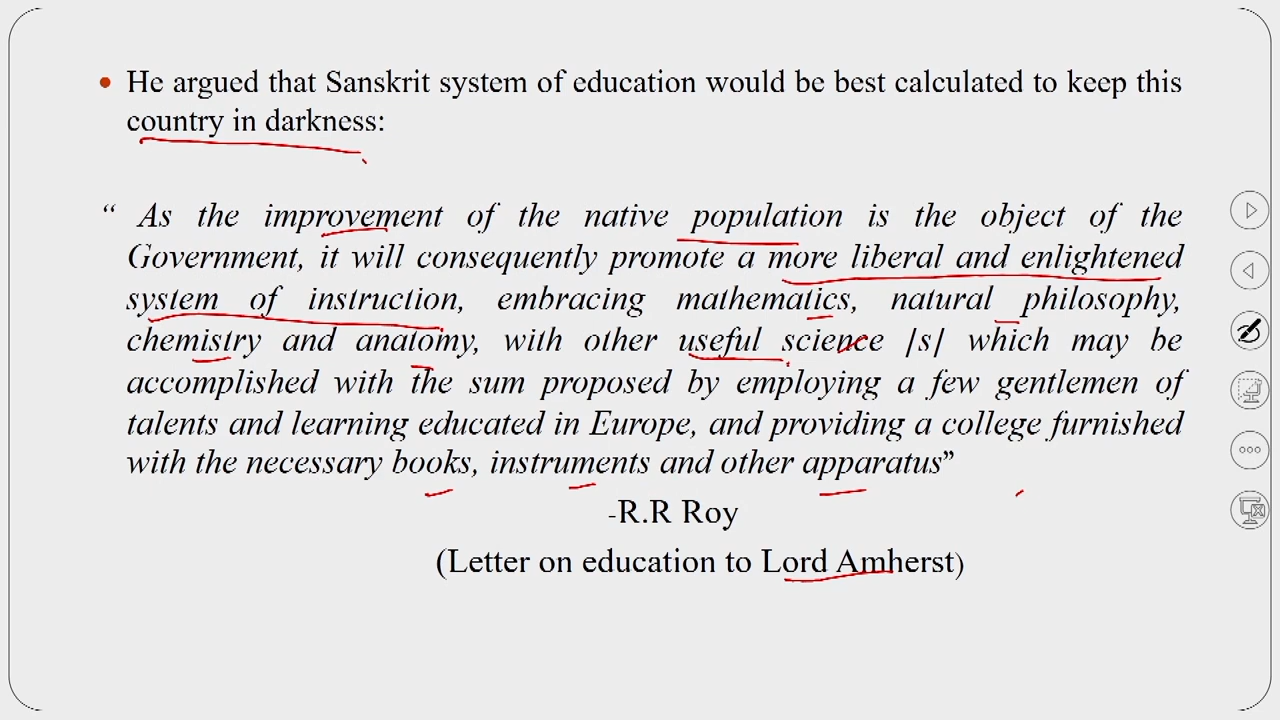 • He argued that Sanskrit system of education would be best calculated to keep this
country in darkness:
“ As the improvement of the native population is the object of the
Government, it will consequently promote a more liberal and enlightened
system of instruction, embracing mathematics, natural philosophy,
chemistry and anatomy, with other useful science |s| which may be
accomplished with the sum proposed by employing a few gentlemen of
talents and learning educated in Europe, and providing a college furnished
with the necessary books, instruments and other apparatus”
-R.R Roy
(Letter on education to Lord Amherst)